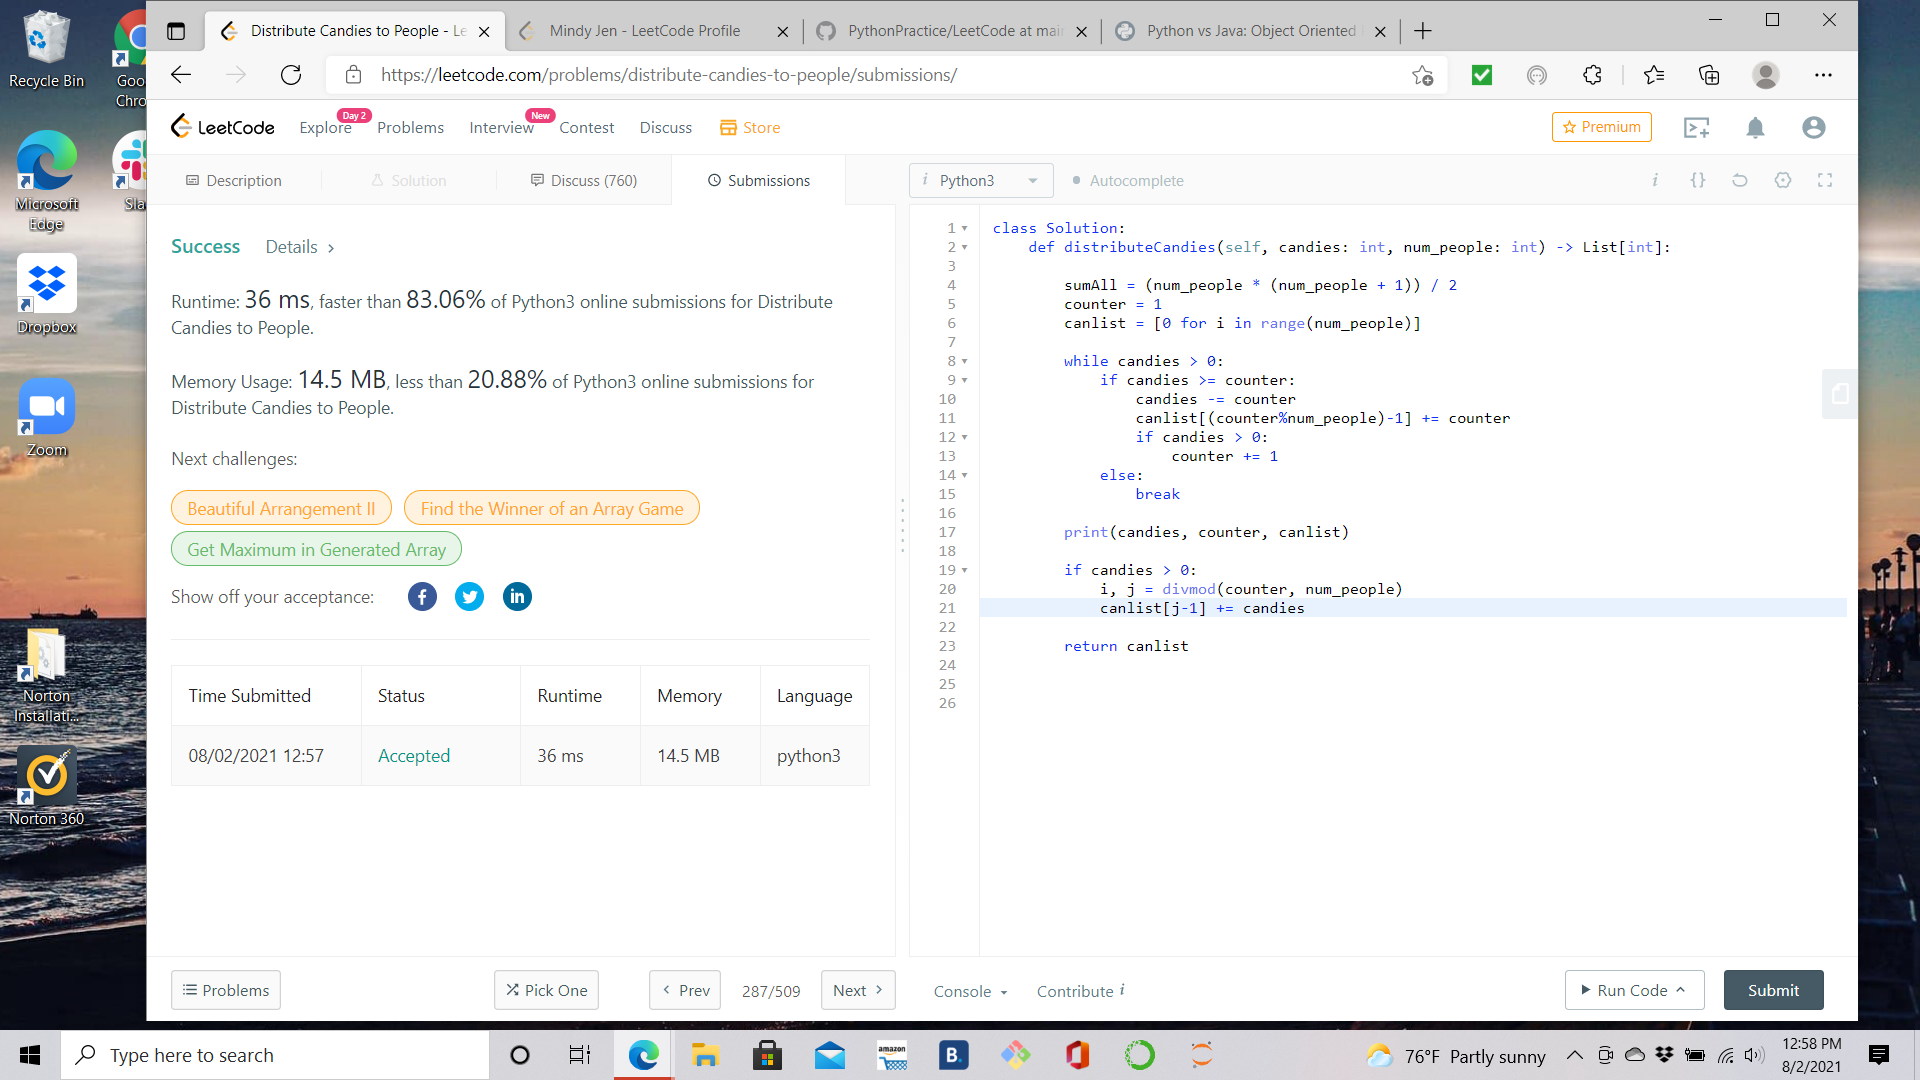 Recycle Bin
Goo
Chro
Microsoft
Edge
Sla
Dropbox
Zoom
Norton
Installati...
Norton 360
Distribute Candies to People - Le
Mindy Jen - LeetCode Profile
PythonPractice/LeetCode at mai
Python vs Java: Object Oriented
https://leetcode.com/problems/distribute-candies-to-people/submissions/
LeetCode
Explore
Day 2
Problems
Interview
New
Contest
Discuss
Store
Premium
Description
Solution
Discuss (760)
Submissions
i Python3
Autocomplete
i {}
Success Details >
Runtime: 36 ms, faster than 83.06% of Python3 online submissions for Distribute
Candies to People.
Memory Usage: 14.5 MB, less than 20.88% of Python3 online submissions for
Distribute Candies to People.
Next challenges:
Beautiful Arrangement II
Find the Winner of an Array Game
Get Maximum in Generated Array
Show off your acceptance:
Time Submitted Status Runtime Memory Language
08/02/2021 12:57 Accepted 36 ms 14.5 MB python3
1 class Solution:
2 def distributeCandies(self, candies: int, num_people: int) -> List[int]:
3
4 sumAll = (num_people * (num_people + 1)) / 2
5 counter = 1
6 canlist = [0 for i in range(num_people)]
7
8 while candies > 0:
9 if candies >= counter:
10 candies -= counter
11 canlist[(counter%num_people)-1] += counter
12 if candies > 0:
13 counter += 1
14 else:
15 break
16
17 print(candies, counter, canlist)
18
19 if candies > 0:
20 i, j = divmod(counter, num_people)
21 canlist[j-1] += candies
22
23 return canlist
24
25
26
Problems
Pick One
< Prev
287/509
Next >
Console
Contribute i
Run Code
Submit
Type here to search
amazon
B.
76°F Partly sunny
12:58 PM
8/2/2021